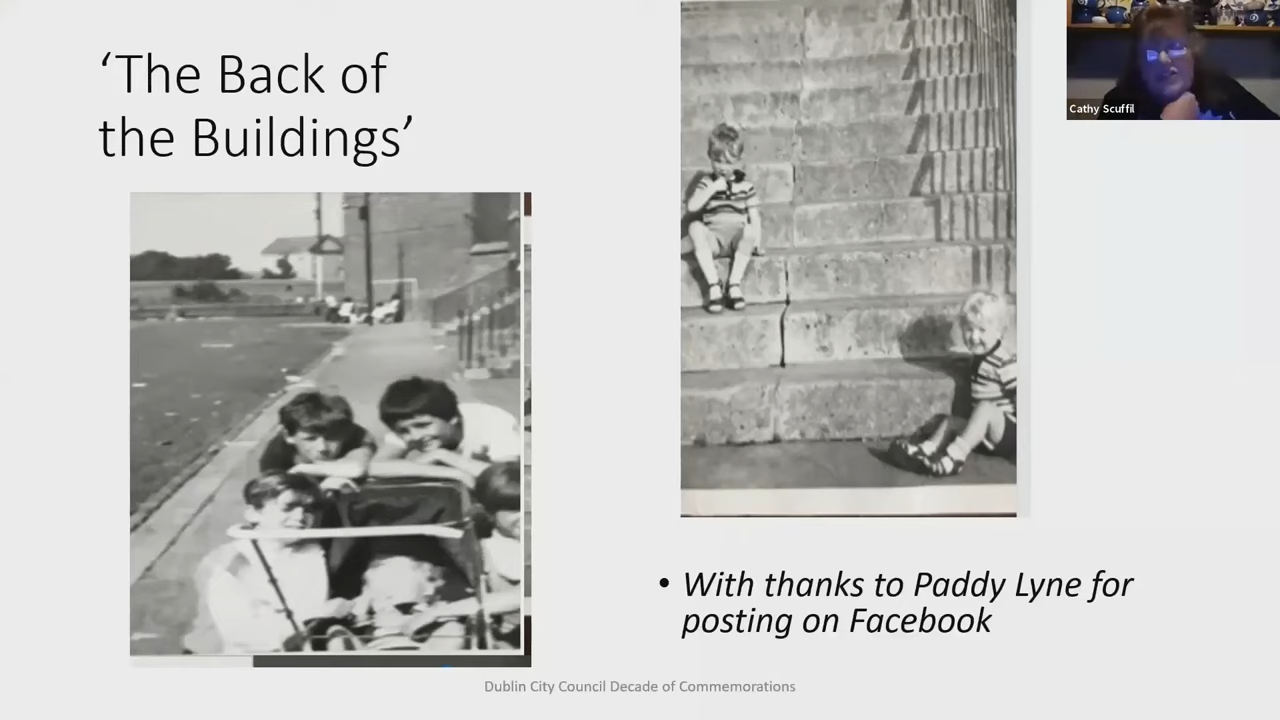 ‘The Back of
the Buildings’
Cathy Scuffil
• With thanks to Paddy Lyne for
posting on Facebook
Dublin City Council Decade of Commemorations